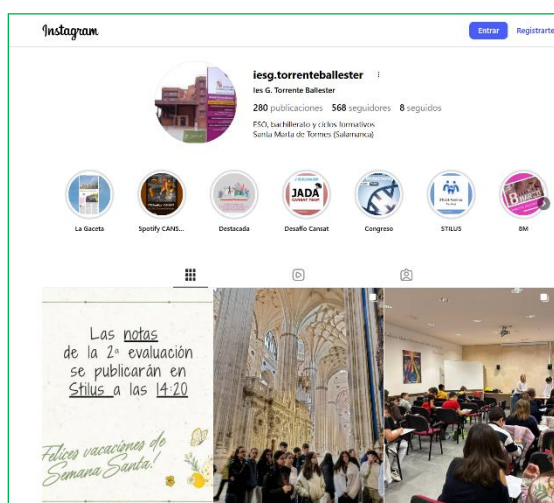 Instagram
Entrar
Registrarte
iesg.torrenteballester
Ies G. Torrente Ballester
280 publicaciones 568 seguidores 8 seguidos
ESO, bachillerato y ciclos formativos
Santa Marta de Tormes (Salamanca)
JADA
CANSAT TEAM
La Gaceta
Spotify CANS...
Destacada
Desafío Cansat
Congreso
STILUS
8M
Las notas
de la 2ª evaluación
se publicarán en
Stilus a las 14:20
Felices vacaciones de
Semana Santa!